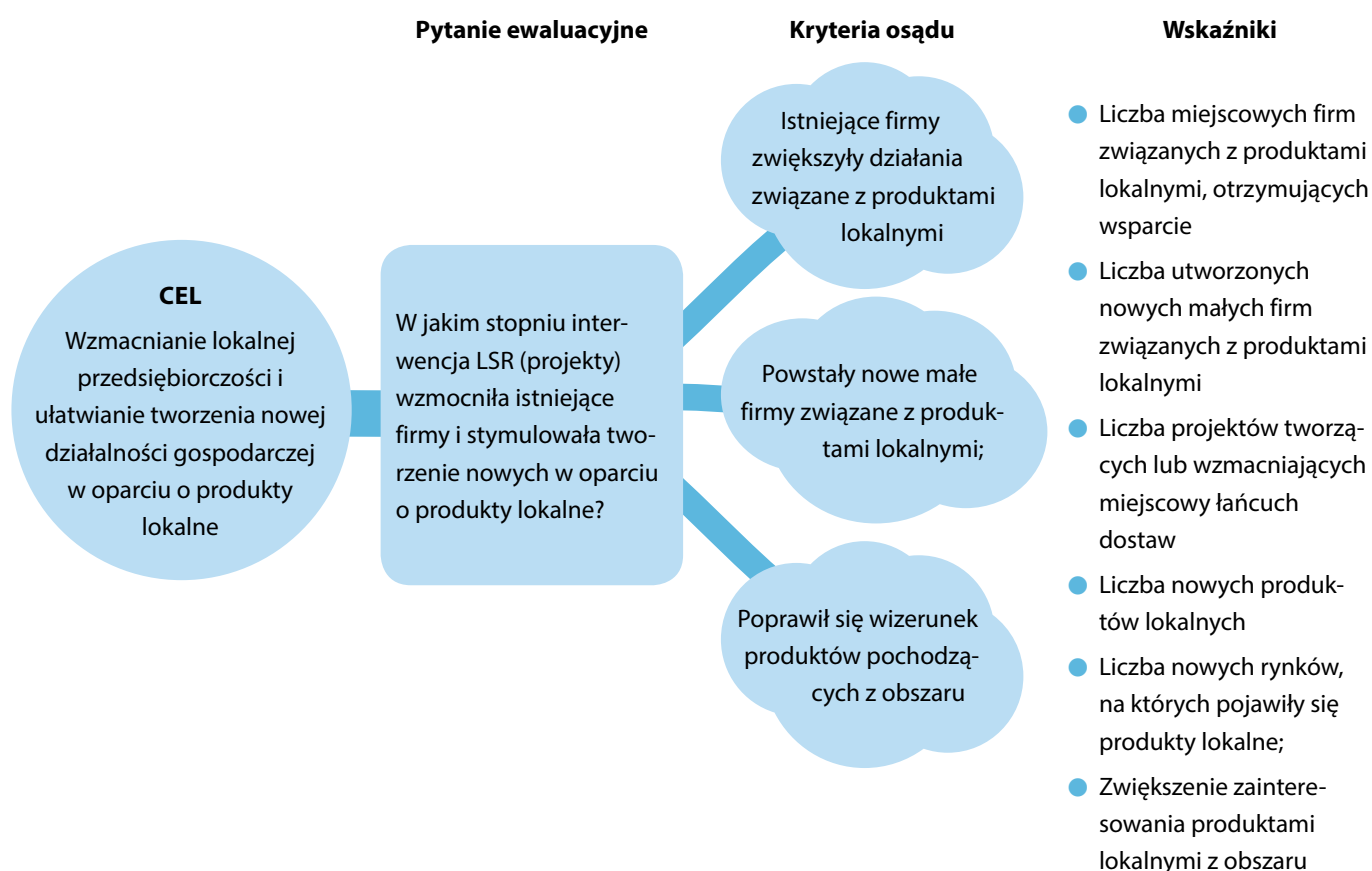 Pytanie ewaluacyjne
Kryteria osądu
Wskaźniki
CEL
Wzmacnianie lokalnej
przedsiębiorczości i
ułatwianie tworzenia nowej
działalności gospodarczej
w oparciu o produkty
lokalne
W jakim stopniu inter-
wencja LSR (projekty)
wzmocniła istniejące
firmy i stymulowała two-
rzenie nowych w oparciu
o produkty lokalne?
Istniejące firmy
zwiększyły działania
związane z produktami
lokalnymi
Powstały nowe małe
firmy związane z produk-
tami lokalnymi;
Poprawił się wizerunek
produktów pochodzą-
cych z obszaru
Liczba miejscowych firm
związanych z produktami
lokalnymi, otrzymujących
wsparcie
Liczba utworzonych
nowych małych firm
związanych z produktami
lokalnymi
Liczba projektów tworzą-
cych lub wzmacniających
miejscowy łańcuch
dostaw
Liczba nowych produk-
tów lokalnych
Liczba nowych rynków,
na których pojawiły się
produkty lokalne;
Zwiększenie zaintere-
sowania produktami
lokalnymi z obszaru